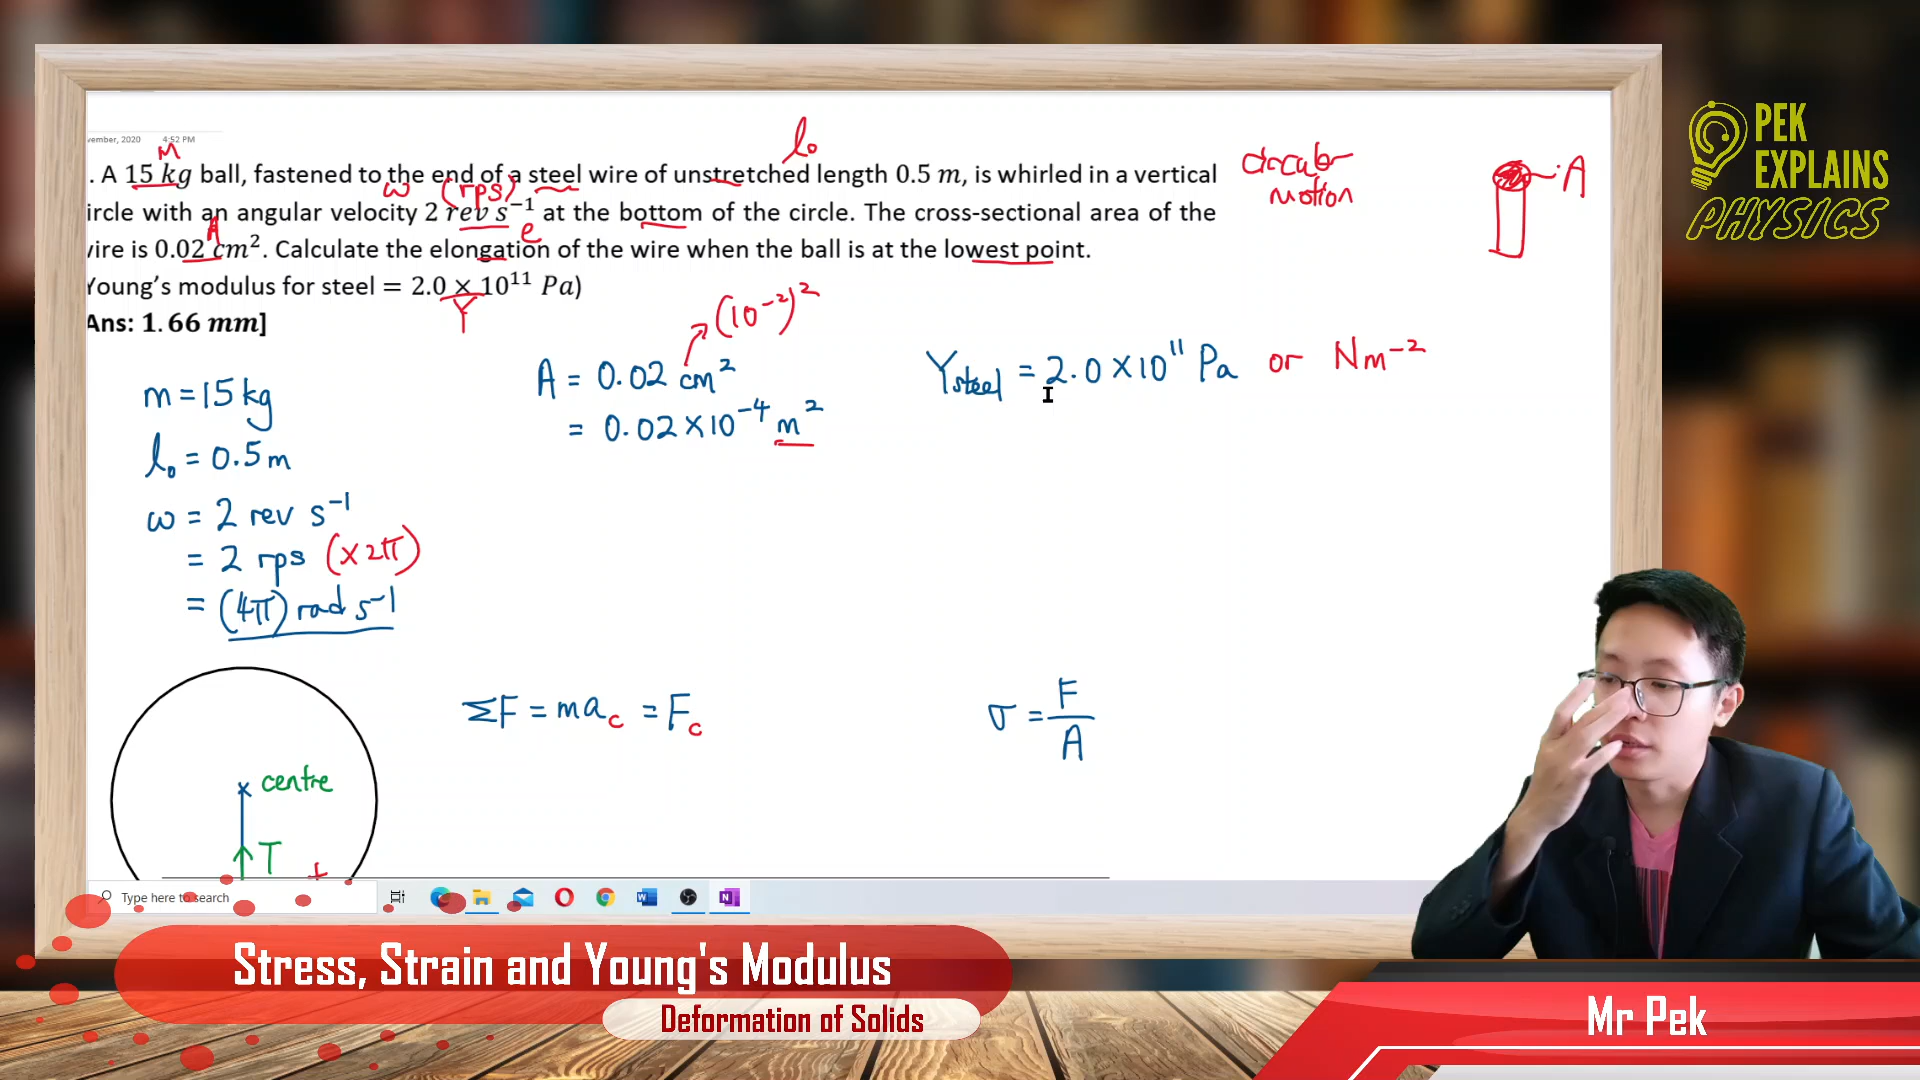 vember, 2020 4:52 PM
m
l₀
. A 15 kg ball, fastened to the end of a steel wire of unstretched length 0.5 m, is whirled in a vertical
ω (rps)
ircle with an angular velocity 2 rev s⁻¹ at the bottom of the circle. The cross-sectional area of the
A e
vire is 0.02 cm². Calculate the elongation of the wire when the ball is at the lowest point.
Young's modulus for steel = 2.0 × 10¹¹ Pa)
Y
Ans: 1.66 mm]
circular
motion
A
PEK
EXPLAINS
PHYSICS
m = 15 kg
l₀ = 0.5 m
ω = 2 rev s⁻¹
= 2 rps (×2π)
= (4π) rad s⁻¹
(10⁻²)²
A = 0.02 cm²
= 0.02 × 10⁻⁴ m²
Ysteel = 2.0 × 10¹¹ Pa or Nm⁻²
ΣF = mac = Fc
σ = F/A
centre
T
+
Type here to search
Stress, Strain and Young's Modulus
Deformation of Solids
Mr Pek